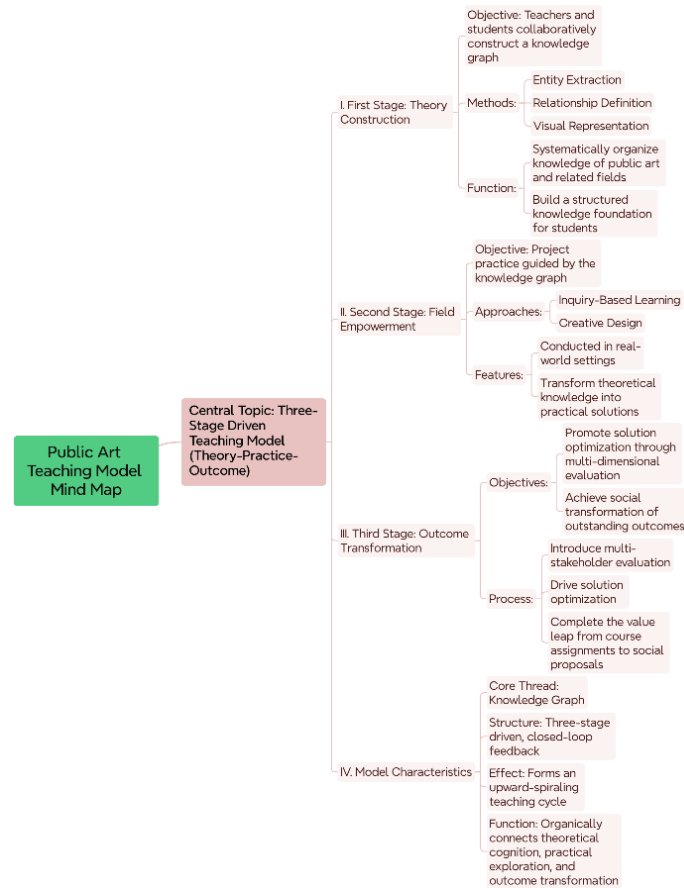 Public Art
Teaching Model
Mind Map
Central Topic: Three-
Stage Driven
Teaching Model
(Theory-Practice-
Outcome)
I. First Stage: Theory
Construction
Objective: Teachers and
students collaboratively
construct a knowledge
graph
Methods:
Entity Extraction
Relationship Definition
Visual Representation
Function:
Systematically organize
knowledge of public art
and related fields
Build a structured
knowledge foundation
for students
II. Second Stage: Field
Empowerment
Objective: Project
practice guided by the
knowledge graph
Approaches:
Inquiry-Based Learning
Creative Design
Features:
Conducted in real-
world settings
Transform theoretical
knowledge into
practical solutions
III. Third Stage: Outcome
Transformation
Objectives:
Promote solution
optimization through
multi-dimensional
evaluation
Achieve social
transformation of
outstanding outcomes
Process:
Introduce multi-
stakeholder evaluation
Drive solution
optimization
Complete the value
leap from course
assignments to social
proposals
IV. Model Characteristics
Core Thread:
Knowledge Graph
Structure: Three-stage
driven, closed-loop
feedback
Effect: Forms an
upward-spiraling
teaching cycle
Function: Organically
connects theoretical
cognition, practical
exploration, and
outcome transformation